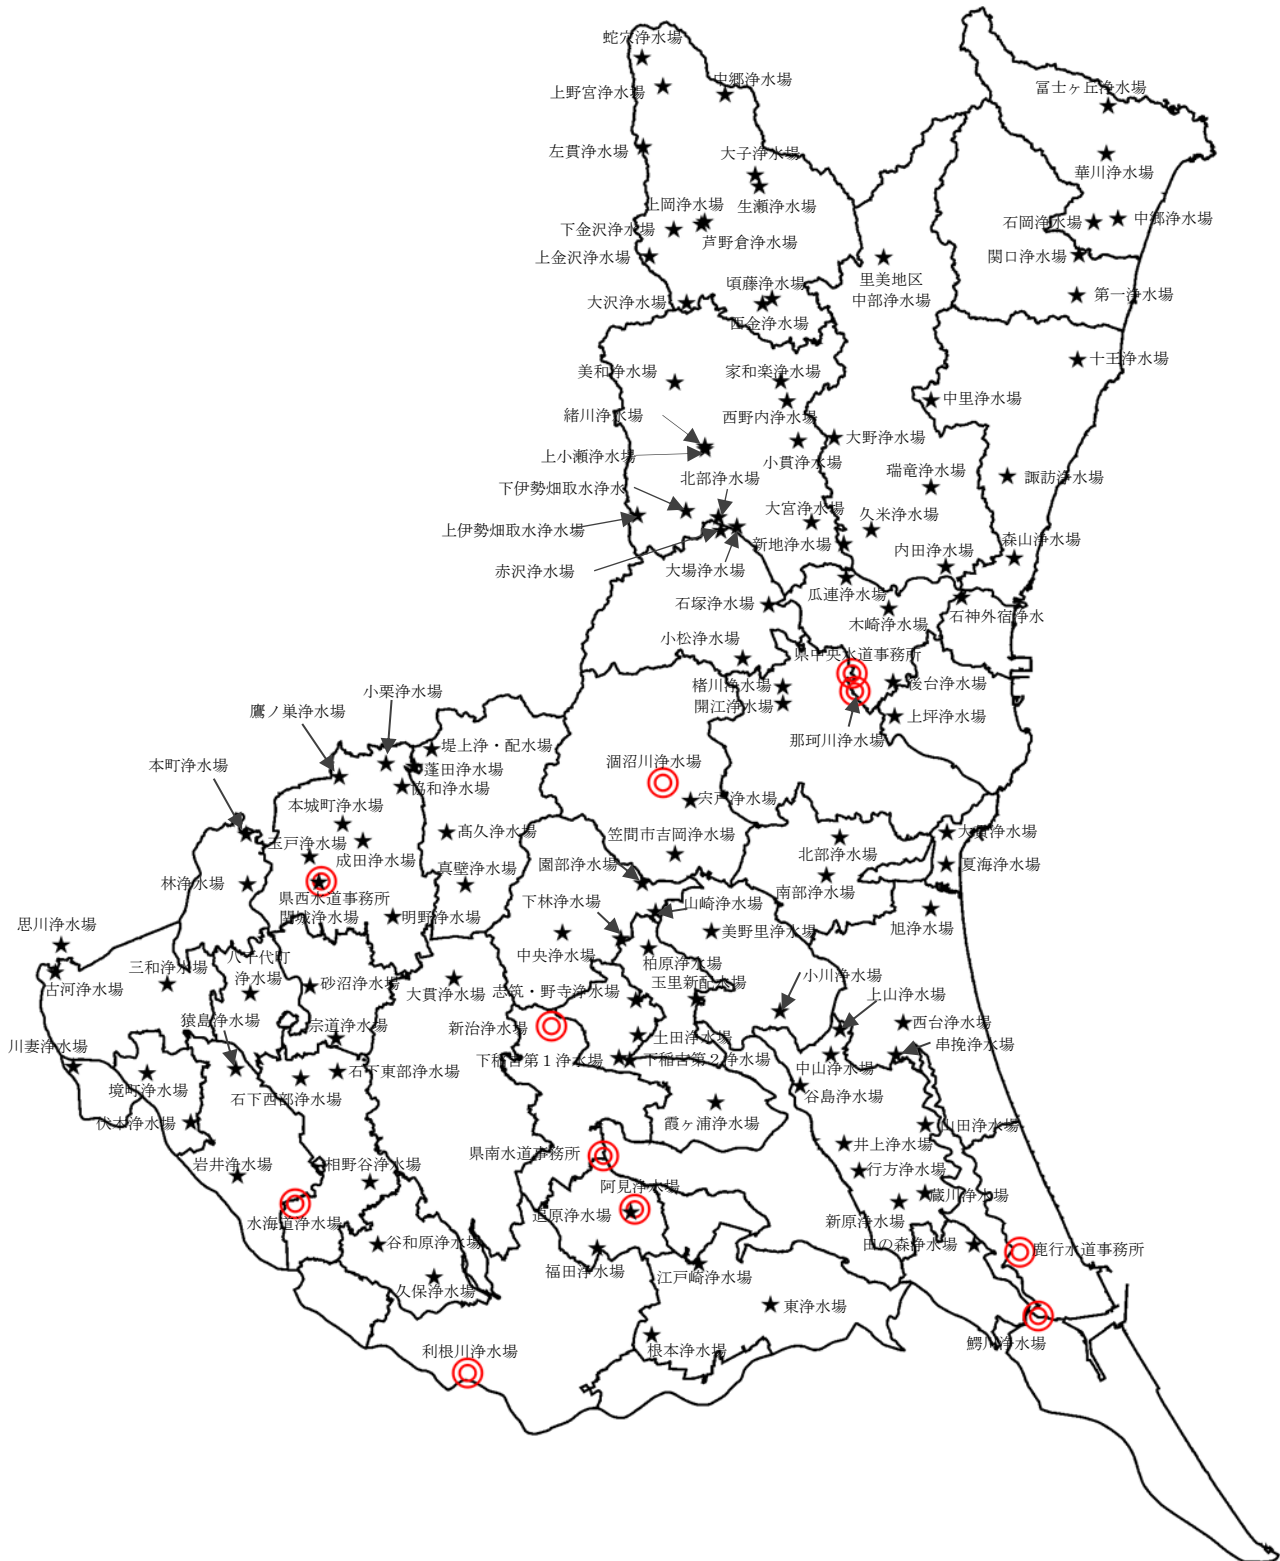 蛇穴浄水場
上野宮浄水場
中郷浄水場
冨士ヶ丘浄水場
左貫浄水場
大子浄水場
華川浄水場
生瀬浄水場
上岡浄水場
下金沢浄水場
芦野倉浄水場
石岡浄水場
中郷浄水場
上金沢浄水場
関口浄水場
里美地区
中部浄水場
頃藤浄水場
大沢浄水場
西金浄水場
第一浄水場
十王浄水場
美和浄水場
家和楽浄水場
中里浄水場
緒川浄水場
西野内浄水場
大野浄水場
上小瀬浄水場
小貫浄水場
北部浄水場
瑞竜浄水場
諏訪浄水場
下伊勢畑取水浄水
大宮浄水場
久米浄水場
上伊勢畑取水浄水場
新地浄水場
内田浄水場
森山浄水場
赤沢浄水場
大場浄水場
瓜連浄水場
石塚浄水場
木崎浄水場
石神外宿浄水
小松浄水場
県中央水道事務所
楮川浄水場
後台浄水場
開江浄水場
上坪浄水場
那珂川浄水場
小栗浄水場
鷹ノ巣浄水場
堤上浄・配水場
蓬田浄水場
協和浄水場
本町浄水場
涸沼川浄水場
宍戸浄水場
本城町浄水場
玉戸浄水場
成田浄水場
髙久浄水場
笠間市吉岡浄水場
北部浄水場
大貫浄水場
園部浄水場
真壁浄水場
南部浄水場
夏海浄水場
林浄水場
県西水道事務所
関城浄水場
明野浄水場
下林浄水場
山崎浄水場
美野里浄水場
旭浄水場
思川浄水場
中央浄水場
柏原浄水場
三和浄水場
八千代町
浄水場
古河浄水場
砂沼浄水場
大貫浄水場
志筑・野寺浄水場
玉里新配水場
小川浄水場
上山浄水場
猿島浄水場
宗道浄水場
新治浄水場
土田浄水場
西台浄水場
川妻浄水場
串挽浄水場
下稲吉第１浄水場
下稲吉第２浄水場
中山浄水場
境町浄水場
石下東部浄水場
石下西部浄水場
谷島浄水場
伏木浄水場
霞ヶ浦浄水場
山田浄水場
井上浄水場
県南水道事務所
岩井浄水場
相野谷浄水場
行方浄水場
阿見浄水場
蔵川浄水場
水海道浄水場
追原浄水場
新原浄水場
谷和原浄水場
田の森浄水場
鹿行水道事務所
福田浄水場
江戸崎浄水場
久保浄水場
東浄水場
鰐川浄水場
利根川浄水場
根本浄水場